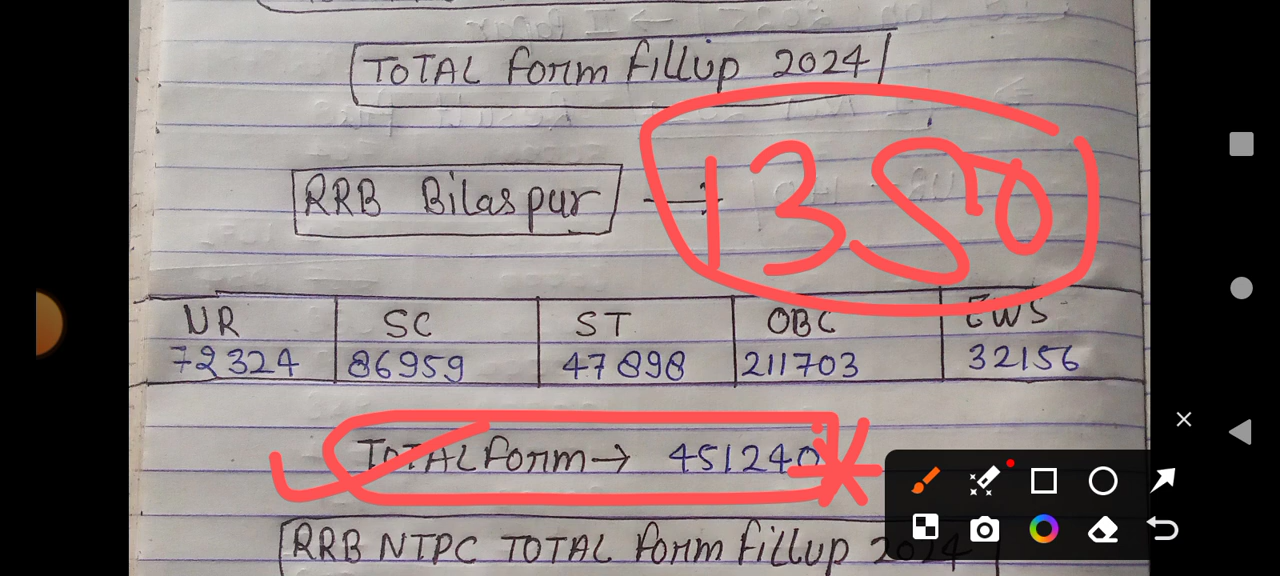 TOTAL Form Fillup 2024
RRB Bilaspur → 1350
UR SC ST OBC EWS
72324 86959 47898 211703 32156
TOTAL Form → 451240
RRB NTPC TOTAL Form Fillup 2024